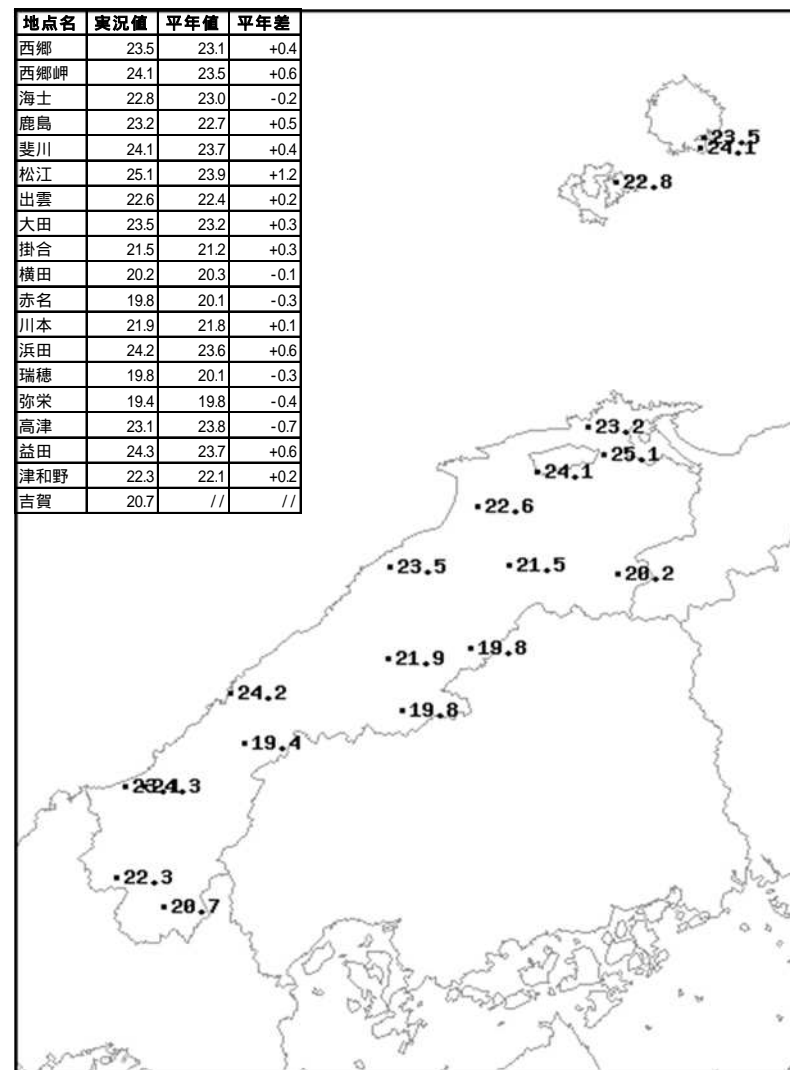 地点名 実況値 平年値 平年差
西郷 23.5 23.1 +0.4
西郷岬 24.1 23.5 +0.6
海士 22.8 23.0 -0.2
鹿島 23.2 22.7 +0.5
斐川 24.1 23.7 +0.4
松江 25.1 23.9 +1.2
出雲 22.6 22.4 +0.2
大田 23.5 23.2 +0.3
掛合 21.5 21.2 +0.3
横田 20.2 20.3 -0.1
赤名 19.8 20.1 -0.3
川本 21.9 21.8 +0.1
浜田 24.2 23.6 +0.6
瑞穂 19.8 20.1 -0.3
弥栄 19.4 19.8 -0.4
高津 23.1 23.8 -0.7
益田 24.3 23.7 +0.6
津和野 22.3 22.1 +0.2
吉賀 20.7 // //
23.5
24.1
22.8
23.2
25.1
24.1
22.6
23.5
21.5
20.2
19.8
21.9
24.2
19.8
19.4
23.1
24.3
22.3
20.7